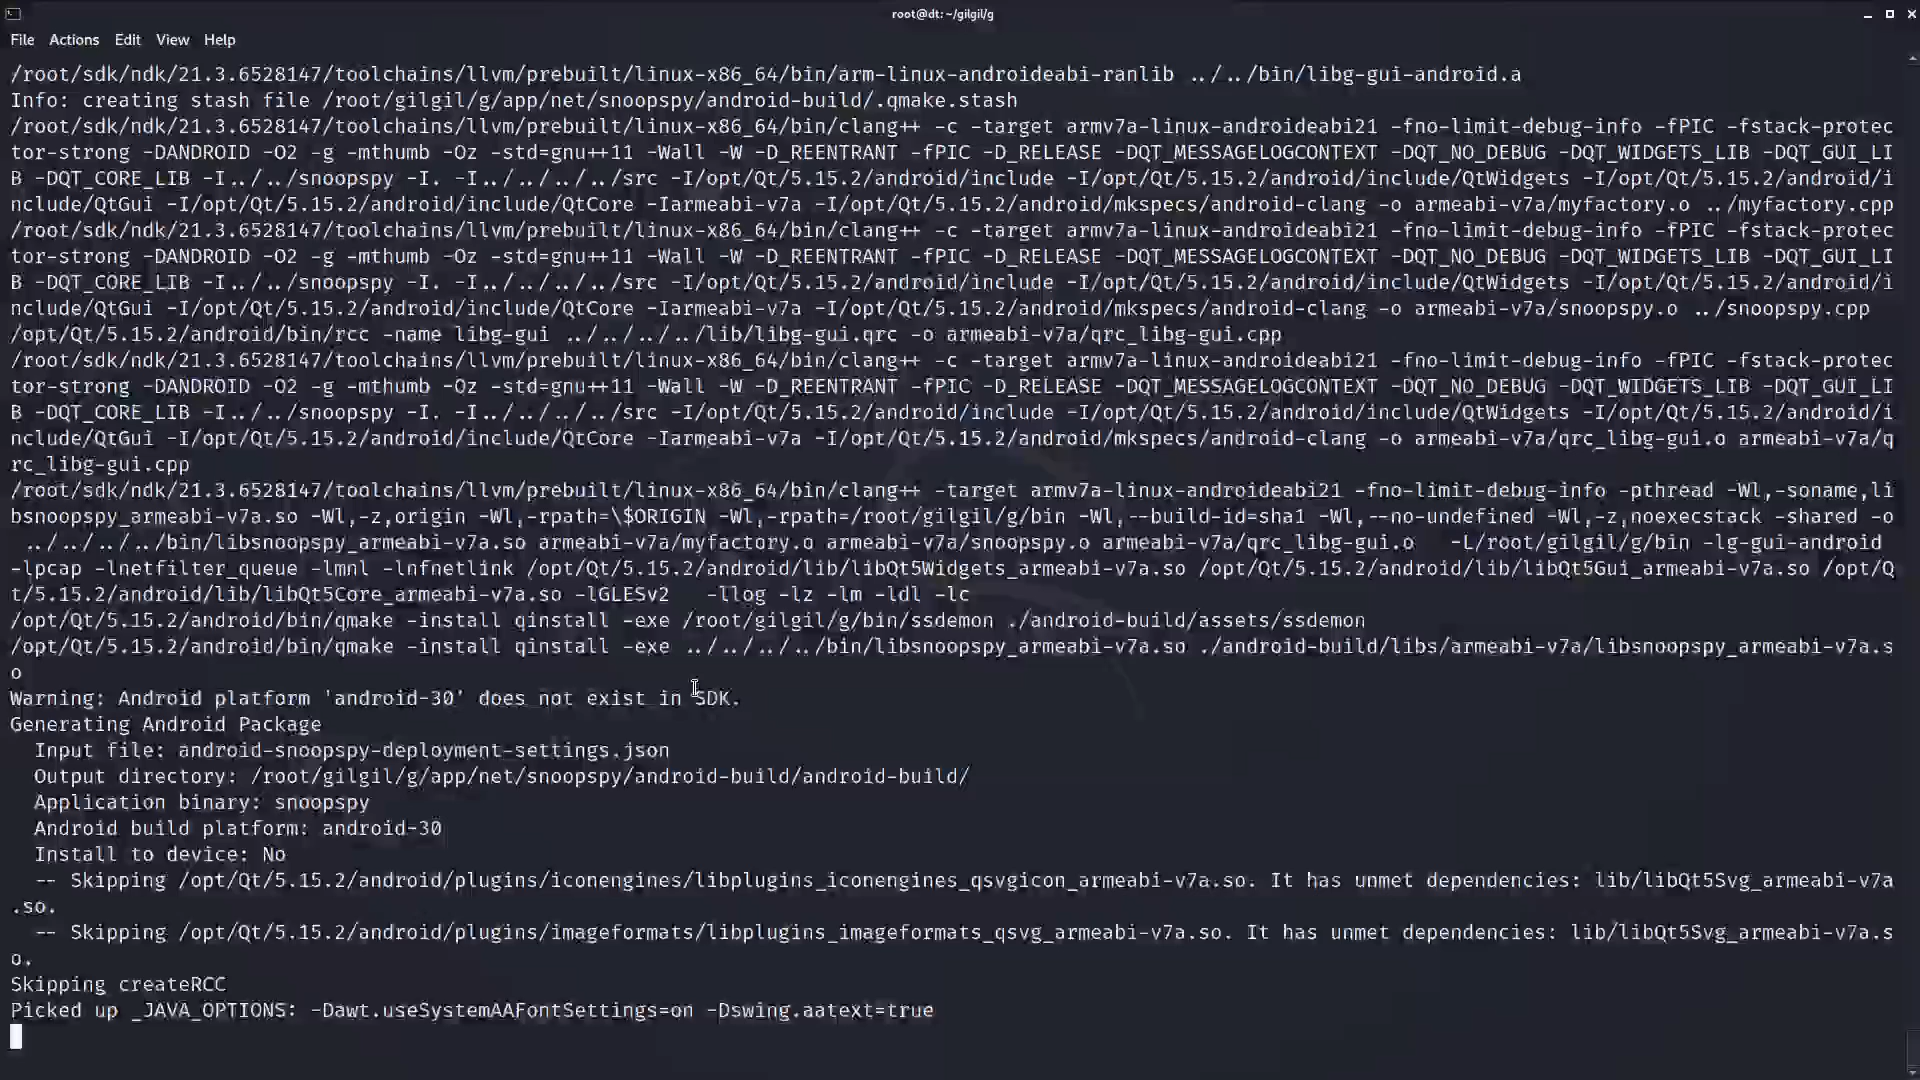 root@dt: ~/gilgil/g
File Actions Edit View Help
/root/sdk/ndk/21.3.6528147/toolchains/llvm/prebuilt/linux-x86_64/bin/arm-linux-androideabi-ranlib ../../bin/libg-gui-android.a
Info: creating stash file /root/gilgil/g/app/net/snoopspy/android-build/.qmake.stash
/root/sdk/ndk/21.3.6528147/toolchains/llvm/prebuilt/linux-x86_64/bin/clang++ -c -target armv7a-linux-androideabi21 -fno-limit-debug-info -fPIC -fstack-protec
tor-strong -DANDROID -O2 -g -mthumb -Oz -std=gnu++11 -Wall -W -D_REENTRANT -fPIC -D_RELEASE -DQT_MESSAGELOGCONTEXT -DQT_NO_DEBUG -DQT_WIDGETS_LIB -DQT_GUI_LI
B -DQT_CORE_LIB -I../../snoopspy -I. -I../../../../src -I/opt/Qt/5.15.2/android/include -I/opt/Qt/5.15.2/android/include/QtWidgets -I/opt/Qt/5.15.2/android/i
nclude/QtGui -I/opt/Qt/5.15.2/android/include/QtCore -Iarmeabi-v7a -I/opt/Qt/5.15.2/android/mkspecs/android-clang -o armeabi-v7a/myfactory.o ../myfactory.cpp
/root/sdk/ndk/21.3.6528147/toolchains/llvm/prebuilt/linux-x86_64/bin/clang++ -c -target armv7a-linux-androideabi21 -fno-limit-debug-info -fPIC -fstack-protec
tor-strong -DANDROID -O2 -g -mthumb -Oz -std=gnu++11 -Wall -W -D_REENTRANT -fPIC -D_RELEASE -DQT_MESSAGELOGCONTEXT -DQT_NO_DEBUG -DQT_WIDGETS_LIB -DQT_GUI_LI
B -DQT_CORE_LIB -I../../snoopspy -I. -I../../../../src -I/opt/Qt/5.15.2/android/include -I/opt/Qt/5.15.2/android/include/QtWidgets -I/opt/Qt/5.15.2/android/i
nclude/QtGui -I/opt/Qt/5.15.2/android/include/QtCore -Iarmeabi-v7a -I/opt/Qt/5.15.2/android/mkspecs/android-clang -o armeabi-v7a/snoopspy.o ../snoopspy.cpp
/opt/Qt/5.15.2/android/bin/rcc -name libg-gui ../../../../lib/libg-gui.qrc -o armeabi-v7a/qrc_libg-gui.cpp
/root/sdk/ndk/21.3.6528147/toolchains/llvm/prebuilt/linux-x86_64/bin/clang++ -c -target armv7a-linux-androideabi21 -fno-limit-debug-info -fPIC -fstack-protec
tor-strong -DANDROID -O2 -g -mthumb -Oz -std=gnu++11 -Wall -W -D_REENTRANT -fPIC -D_RELEASE -DQT_MESSAGELOGCONTEXT -DQT_NO_DEBUG -DQT_WIDGETS_LIB -DQT_GUI_LI
B -DQT_CORE_LIB -I../../snoopspy -I. -I../../../../src -I/opt/Qt/5.15.2/android/include -I/opt/Qt/5.15.2/android/include/QtWidgets -I/opt/Qt/5.15.2/android/i
nclude/QtGui -I/opt/Qt/5.15.2/android/include/QtCore -Iarmeabi-v7a -I/opt/Qt/5.15.2/android/mkspecs/android-clang -o armeabi-v7a/qrc_libg-gui.o armeabi-v7a/q
rc_libg-gui.cpp
/root/sdk/ndk/21.3.6528147/toolchains/llvm/prebuilt/linux-x86_64/bin/clang++ -target armv7a-linux-androideabi21 -fno-limit-debug-info -pthread -Wl,-soname,li
bsnoopspy_armeabi-v7a.so -Wl,-z,origin -Wl,-rpath=\$ORIGIN -Wl,-rpath=/root/gilgil/g/bin -Wl,--build-id=sha1 -Wl,--no-undefined -Wl,-z,noexecstack -shared -o
../../../../bin/libsnoopspy_armeabi-v7a.so armeabi-v7a/myfactory.o armeabi-v7a/snoopspy.o armeabi-v7a/qrc_libg-gui.o -L/root/gilgil/g/bin -lg-gui-android
-lpcap -lnetfilter_queue -lmnl -lnfnetlink /opt/Qt/5.15.2/android/lib/libQt5Widgets_armeabi-v7a.so /opt/Qt/5.15.2/android/lib/libQt5Gui_armeabi-v7a.so /opt/Q
t/5.15.2/android/lib/libQt5Core_armeabi-v7a.so -lGLESv2 -llog -lz -lm -ldl -lc
/opt/Qt/5.15.2/android/bin/qmake -install qinstall -exe /root/gilgil/g/bin/ssdemon ./android-build/assets/ssdemon
/opt/Qt/5.15.2/android/bin/qmake -install qinstall -exe ../../../../bin/libsnoopspy_armeabi-v7a.so ./android-build/libs/armeabi-v7a/libsnoopspy_armeabi-v7a.s
o
Warning: Android platform 'android-30' does not exist in SDK.
Generating Android Package
Input file: android-snoopspy-deployment-settings.json
Output directory: /root/gilgil/g/app/net/snoopspy/android-build/android-build/
Application binary: snoopspy
Android build platform: android-30
Install to device: No
-- Skipping /opt/Qt/5.15.2/android/plugins/iconengines/libplugins_iconengines_qsvgicon_armeabi-v7a.so. It has unmet dependencies: lib/libQt5Svg_armeabi-v7a
.so.
-- Skipping /opt/Qt/5.15.2/android/plugins/imageformats/libplugins_imageformats_qsvg_armeabi-v7a.so. It has unmet dependencies: lib/libQt5Svg_armeabi-v7a.s
o.
Skipping createRCC
Picked up _JAVA_OPTIONS: -Dawt.useSystemAAFontSettings=on -Dswing.aatext=true